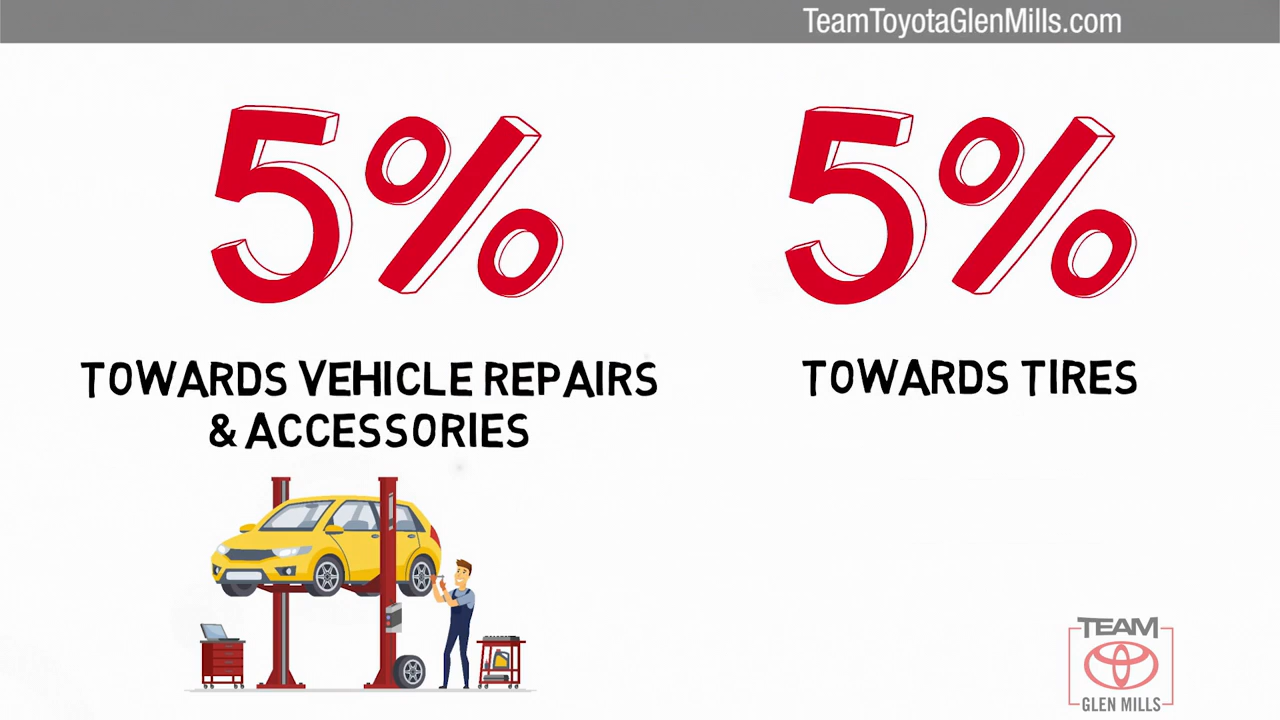 TeamToyotaGlenMills.com
5%
TOWARDS VEHICLE REPAIRS
& ACCESSORIES
5%
TOWARDS TIRES
TEAM
GLEN MILLS